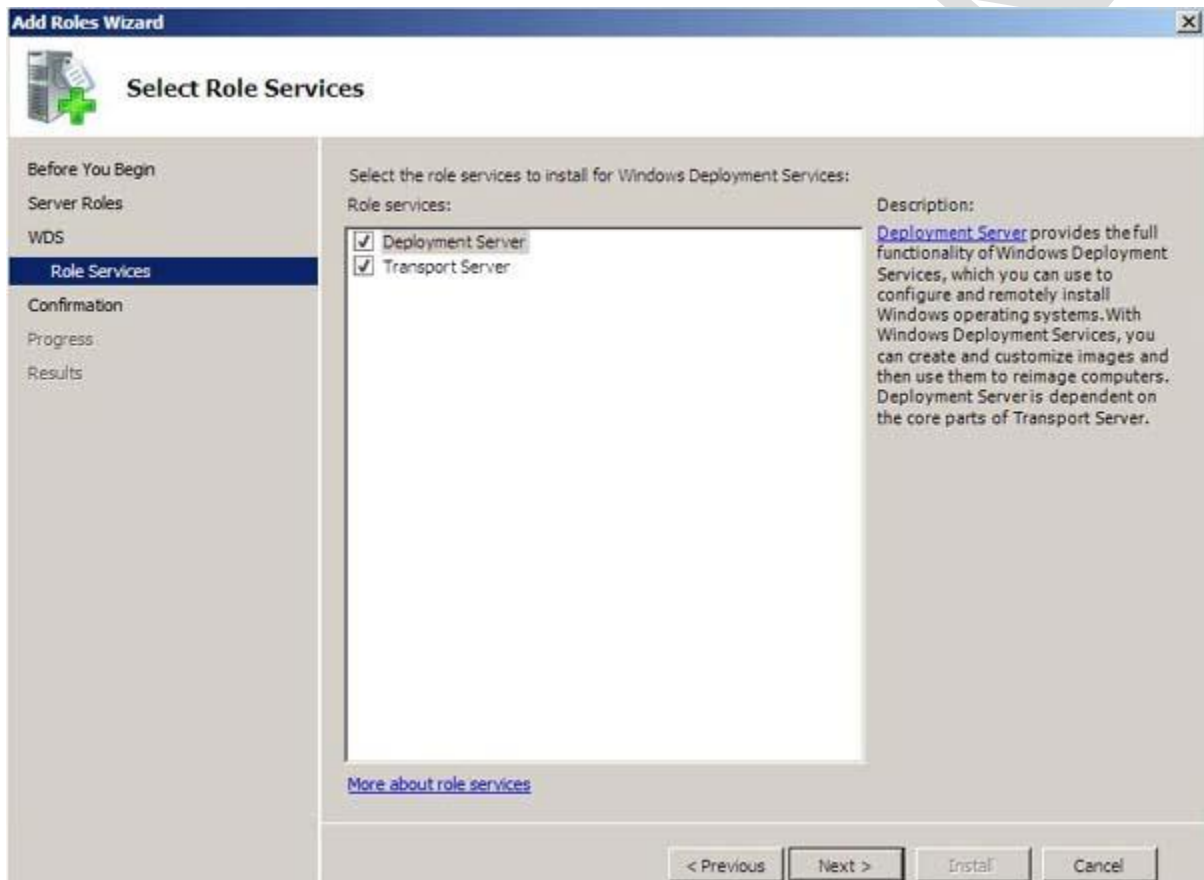 Add Roles Wizard
Select Role Services
Before You Begin
Server Roles
WDS
Role Services
Confirmation
Progress
Results
Select the role services to install for Windows Deployment Services:
Role services:
Deployment Server
Transport Server
More about role services
Description:
Deployment Server provides the full
functionality of Windows Deployment
Services, which you can use to
configure and remotely install
Windows operating systems. With
Windows Deployment Services, you
can create and customize images and
then use them to reimage computers.
Deployment Server is dependent on
the core parts of Transport Server.
< Previous
Next >
Install
Cancel